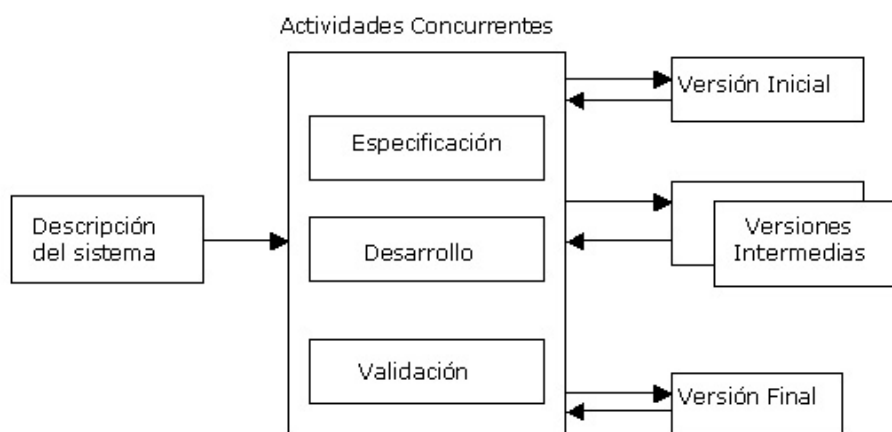 Actividades Concurrentes
Versión Inicial
Especificación
Descripción
del sistema
Desarrollo
Versiones
Intermedias
Validación
Versión Final